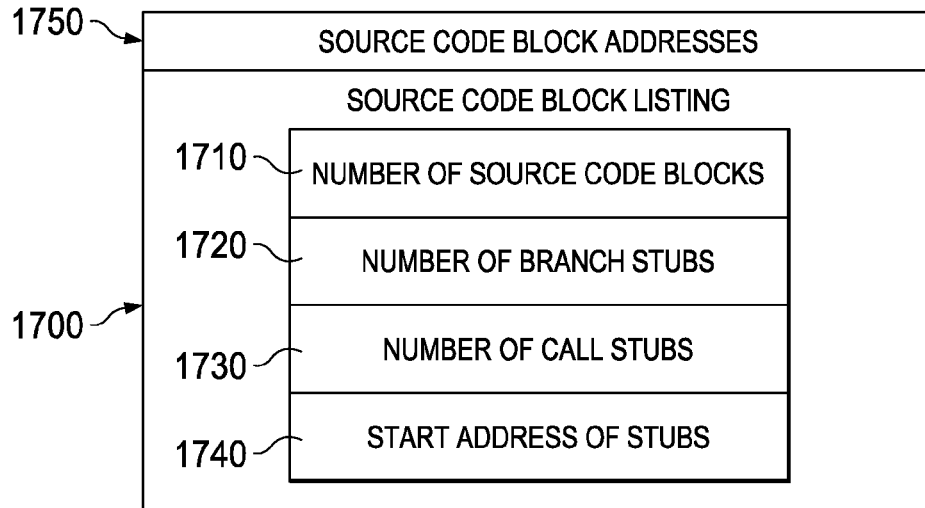 1750
SOURCE CODE BLOCK ADDRESSES
SOURCE CODE BLOCK LISTING
1710
NUMBER OF SOURCE CODE BLOCKS
1720
NUMBER OF BRANCH STUBS
1700
1730
NUMBER OF CALL STUBS
1740
START ADDRESS OF STUBS